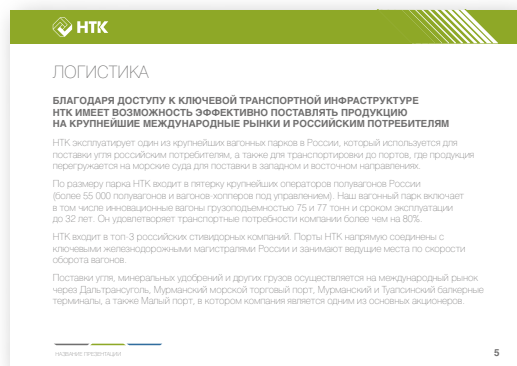 НТК
ЛОГИСТИКА
БЛАГОДАРЯ ДОСТУПУ К КЛЮЧЕВОЙ ТРАНСПОРТНОЙ ИНФРАСТРУКТУРЕ
НТК ИМЕЕТ ВОЗМОЖНОСТЬ ЭФФЕКТИВНО ПОСТАВЛЯТЬ ПРОДУКЦИЮ
НА КРУПНЕЙШИЕ МЕЖДУНАРОДНЫЕ РЫНКИ И РОССИЙСКИМ ПОТРЕБИТЕЛЯМ
НТК эксплуатирует один из крупнейших вагонных парков в России, который используется для
поставки угля российским потребителям, а также для транспортировки до портов, где продукция
перегружается на морские суда для поставки в западном и восточном направлениях.
По размеру парка НТК входит в пятерку крупнейших операторов полувагонов России
(более 55 000 полувагонов и вагонов-хопперов под управлением). Наш вагонный парк включает
в том числе инновационные вагоны грузоподъемностью 75 и 77 тонн и сроком эксплуатации
до 32 лет. Он удовлетворяет транспортные потребности компании более чем на 80%.
НТК входит в топ-3 российских стивидорных компаний. Порты НТК напрямую соединены с
ключевыми железнодорожными магистралями России и занимают ведущие места по скорости
оборота вагонов.
Поставки угля, минеральных удобрений и других грузов осуществляется на международный рынок
через Дальтрансуголь, Мурманский морской торговый порт, Мурманский и Туапсинский балкерные
терминалы, а также Малый порт, в котором компания является одним из основных акционеров.
НАЗВАНИЕ ПРЕЗЕНТАЦИИ
5